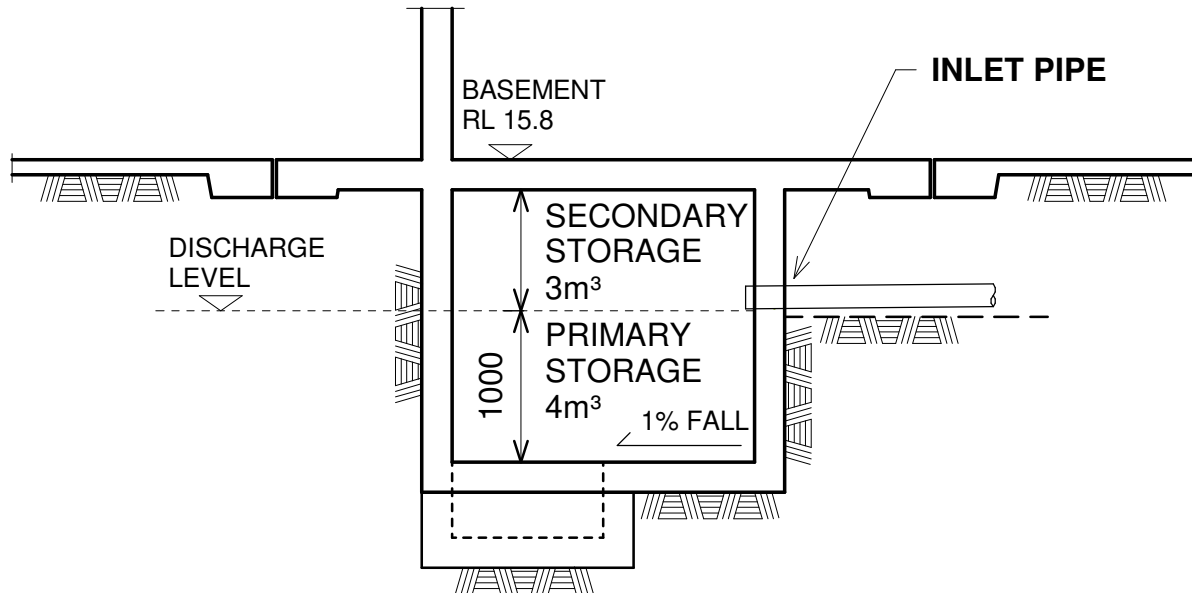 INLET PIPE
BASEMENT
RL 15.8
SECONDARY
STORAGE
3m³
DISCHARGE
LEVEL
PRIMARY
STORAGE
4m³
1000
1% FALL